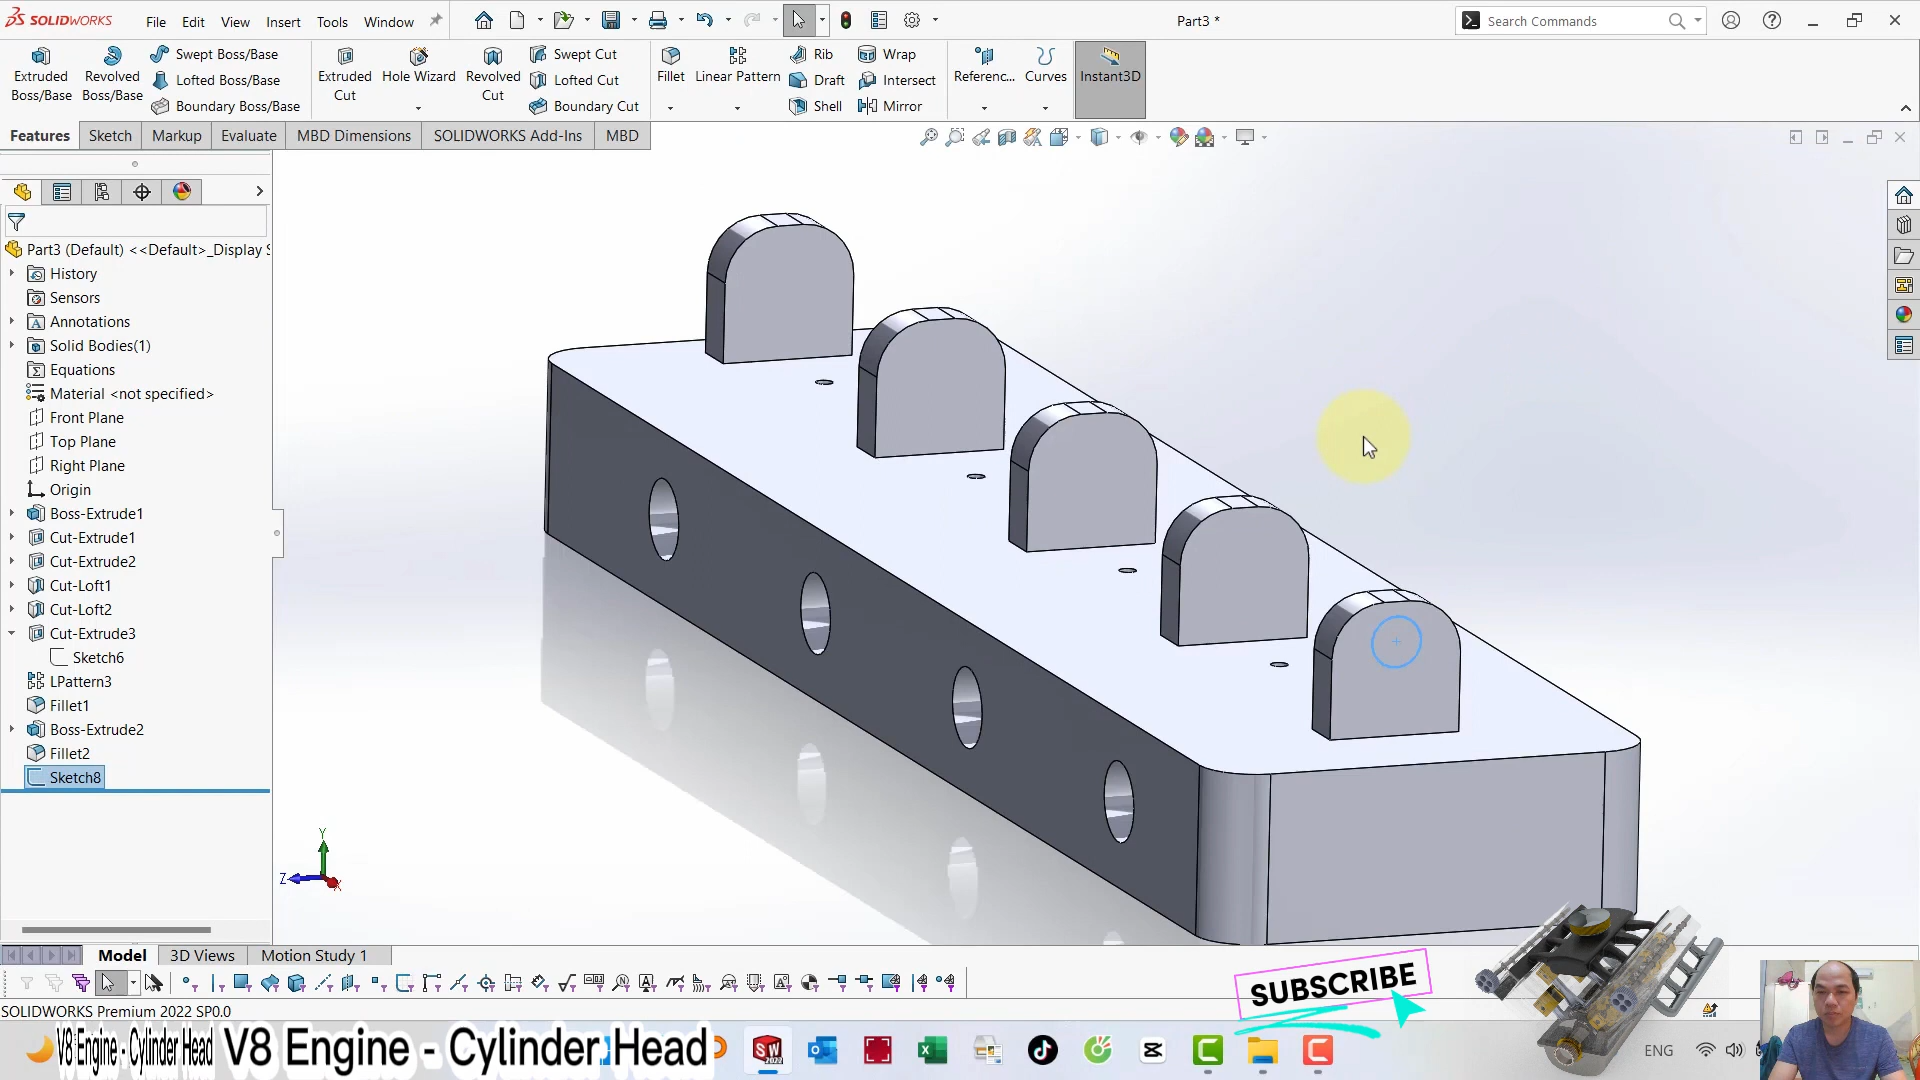 SOLIDWORKS File Edit View Insert Tools Window Part3 * Search Commands
Extruded Boss/Base Revolved Boss/Base Swept Boss/Base Lofted Boss/Base Boundary Boss/Base Extruded Cut Hole Wizard Revolved Cut Swept Cut Lofted Cut Boundary Cut Fillet Linear Pattern Rib Draft Shell Wrap Intersect Mirror Referenc... Curves Instant3D
Features Sketch Markup Evaluate MBD Dimensions SOLIDWORKS Add-Ins MBD
Part3 (Default) <<Default>_Display S
History
Sensors
Annotations
Solid Bodies(1)
Equations
Material <not specified>
Front Plane
Top Plane
Right Plane
Origin
Boss-Extrude1
Cut-Extrude1
Cut-Extrude2
Cut-Loft1
Cut-Loft2
Cut-Extrude3
Sketch6
LPattern3
Fillet1
Boss-Extrude2
Fillet2
Sketch8
Y
Z
X
Model 3D Views Motion Study 1
SUBSCRIBE
SOLIDWORKS Premium 2022 SP0.0
V8 Engine - Cylinder Head V8 Engine - Cylinder Head
SW
2022
ENG